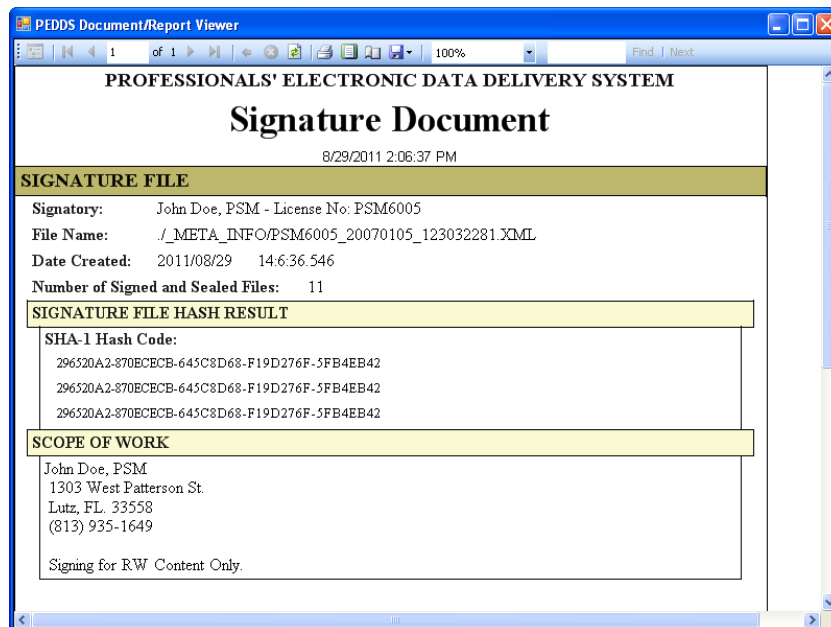 PEDDS Document/Report Viewer
1 of 1 100% Find | Next
PROFESSIONALS' ELECTRONIC DATA DELIVERY SYSTEM
Signature Document
8/29/2011 2:06:37 PM
SIGNATURE FILE
Signatory: John Doe, PSM - License No: PSM6005
File Name: ./_META_INFO/PSM6005_20070105_123032281.XML
Date Created: 2011/08/29 14:6:36.546
Number of Signed and Sealed Files: 11
SIGNATURE FILE HASH RESULT
SHA-1 Hash Code:
296520A2-870ECECB-645C8D68-F19D276F-5FB4EB42
296520A2-870ECECB-645C8D68-F19D276F-5FB4EB42
296520A2-870ECECB-645C8D68-F19D276F-5FB4EB42
SCOPE OF WORK
John Doe, PSM
1303 West Patterson St.
Lutz, FL. 33558
(813) 935-1649
Signing for RW Content Only.